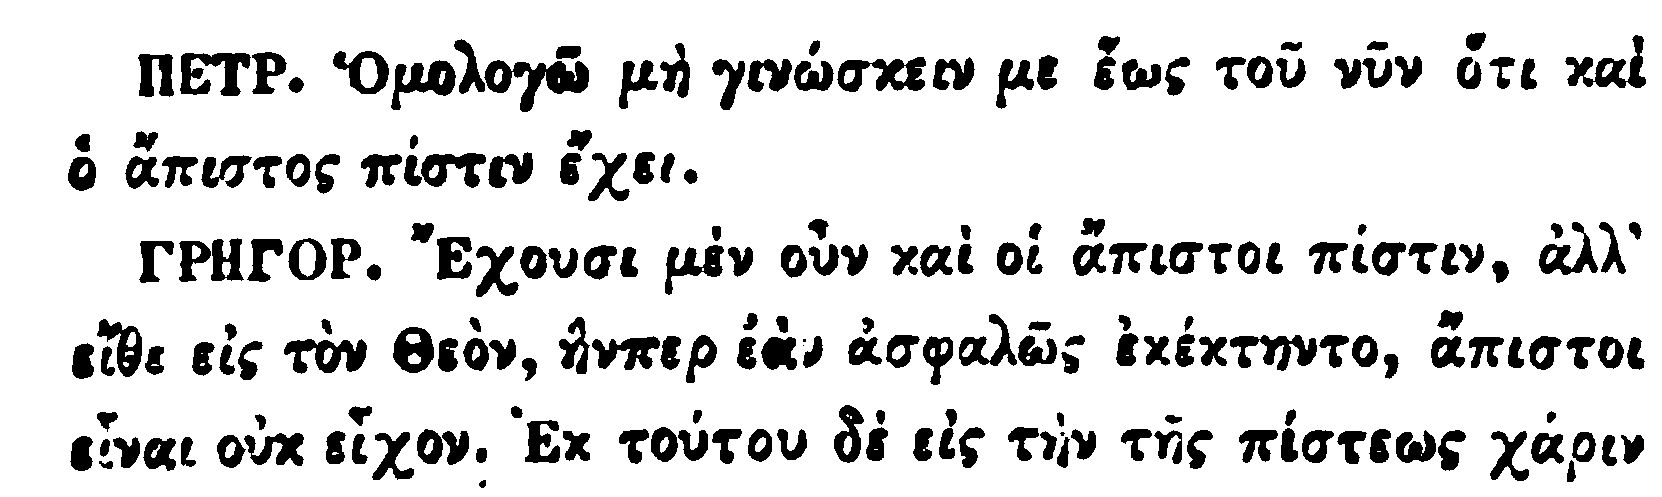 ΠΕΤΡ. Ὁμολογῶ μὴ γινώσκειν με ἕως τοῦ νῦν ὅτι καὶ
ὁ ἄπιστος πίστιν ἔχει.
ΓΡΗΓΟΡ. Ἔχουσι μὲν οὖν καὶ οἱ ἄπιστοι πίστιν, ἀλλ’
εἴθε εἰς τὸν Θεὸν, ἥνπερ ἐὰν ἀσφαλῶς ἐκέκτηντο, ἄπιστοι
εἶναι οὐκ εἶχον. Ἐκ τούτου δὲ εἰς τὴν τῆς πίστεως χάριν